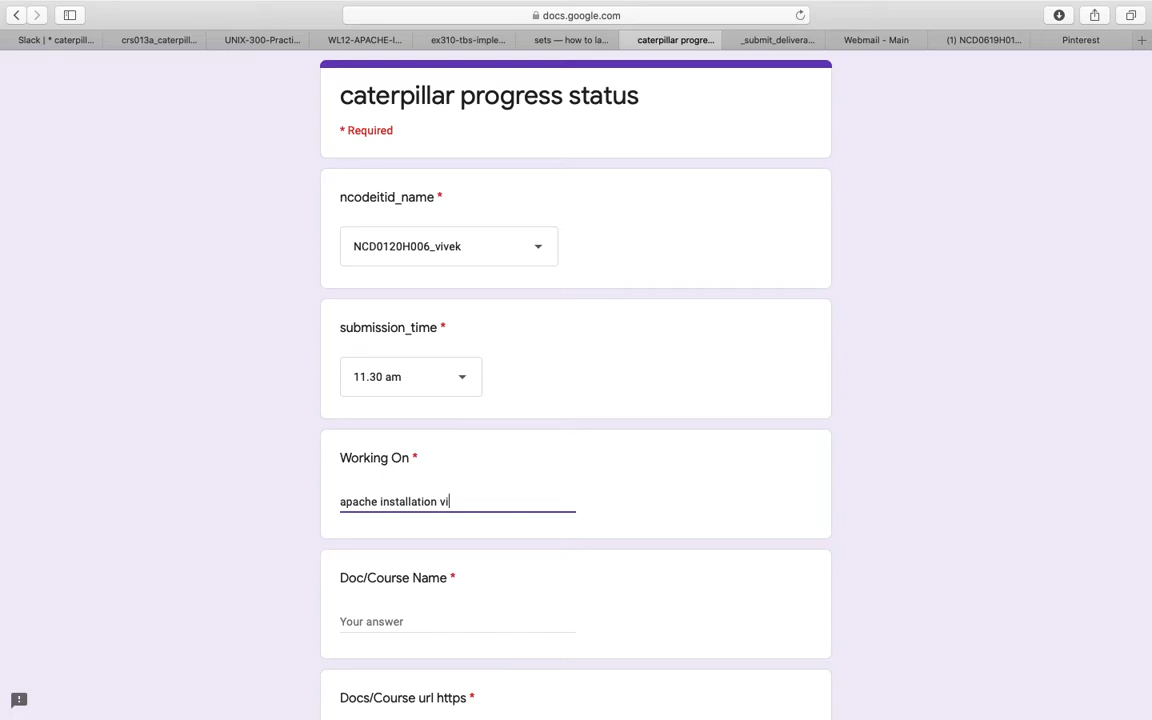 docs.google.com
Slack | * caterpill...
crs013a_caterpill...
UNIX-300-Practi...
WL12-APACHE-I...
ex310-tbs-imple...
sets — how to la...
caterpillar progre...
_submit_delivera...
Webmail - Main
(1) NCD0619H01...
Pinterest
caterpillar progress status
* Required
ncodeitid_name *
NCD0120H006_vivek
submission_time *
11.30 am
Working On *
apache installation vi
Doc/Course Name *
Your answer
Docs/Course url https *